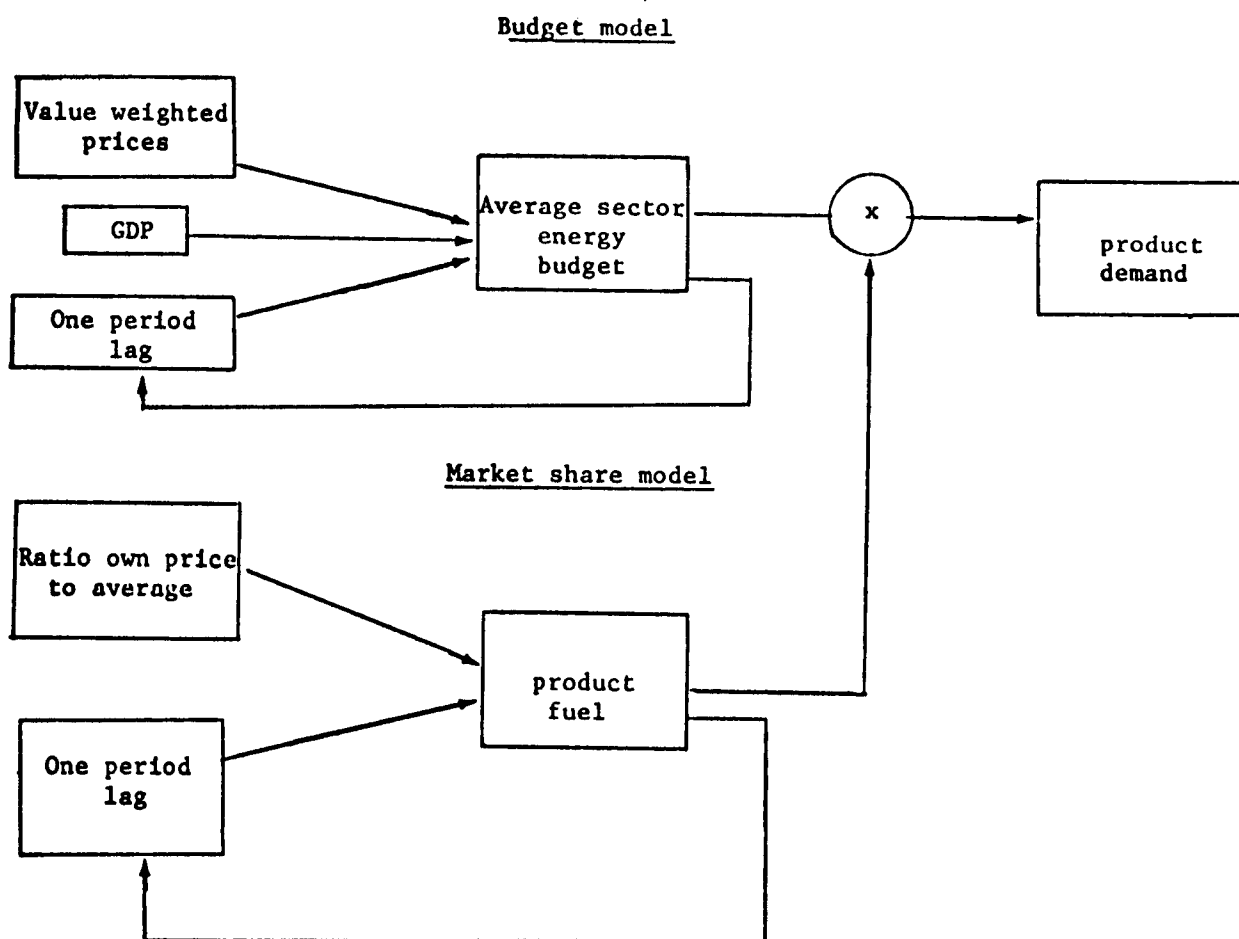 Budget model
Value weighted
prices
GDP
One period
lag
Average sector
energy
budget
x
product
demand
Market share model
Ratio own price
to average
One period
lag
product
fuel